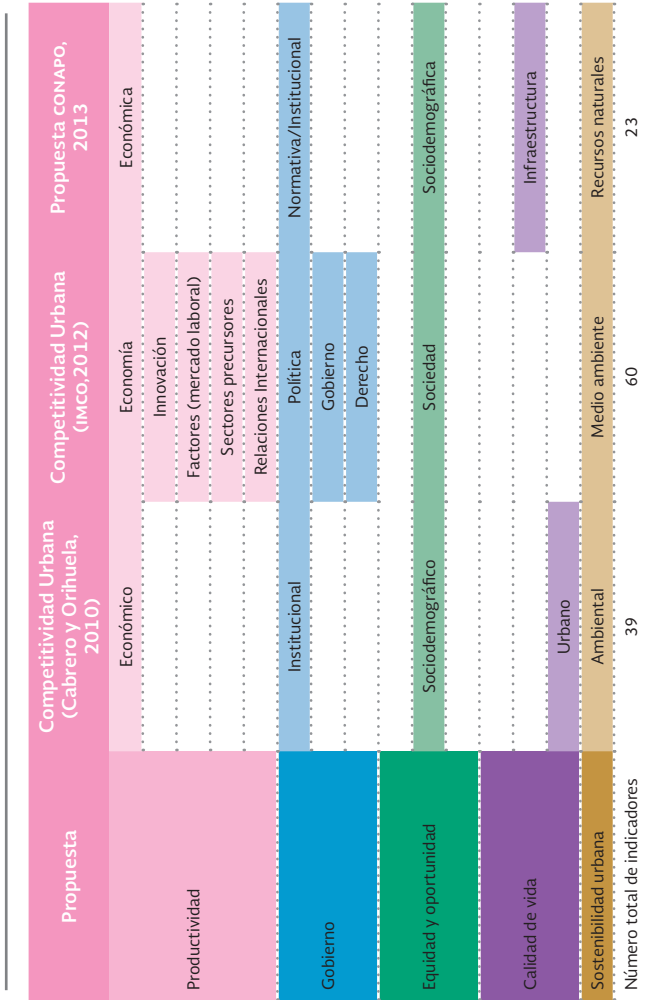 Propuesta
Competitividad Urbana
(Cabrero y Orihuela,
2010)
Competitividad Urbana
(IMCO,2012)
Propuesta CONAPO,
2013
Productividad
Económico
Economía
Económica
Innovación
Factores (mercado laboral)
Sectores precursores
Relaciones Internacionales
Gobierno
Institucional
Política
Normativa/Institucional
Gobierno
Derecho
Equidad y oportunidad
Sociodemográfico
Sociedad
Sociodemográfica
Calidad de vida
Infraestructura
Urbano
Sostenibilidad urbana
Ambiental
Medio ambiente
Recursos naturales
Número total de indicadores
39
60
23